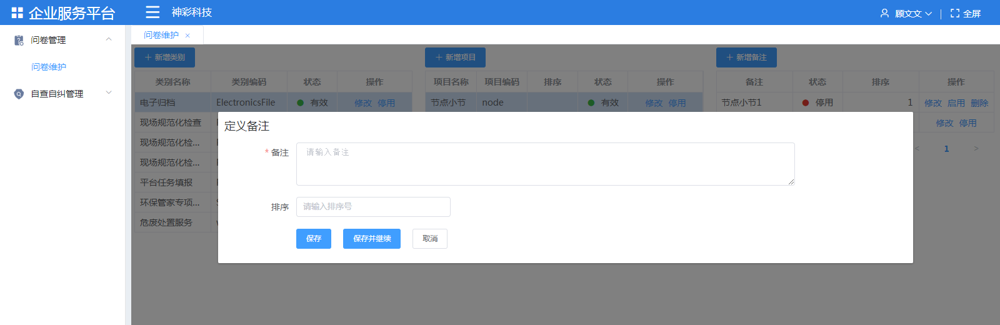 企业服务平台
神彩科技
顾文文
全屏
问卷管理
问卷维护
自查自纠管理
问卷维护 ×
+ 新增类别
+ 新增项目
+ 新增备注
类别名称 类别编码 状态 操作
电子归档 ElectronicsFile 有效 修改 停用
现场规范化检查
现场规范化检...
现场规范化检...
平台任务填报
环保管家专项...
危废处置服务
项目名称 项目编码 排序 状态 操作
节点小节 node 有效 修改 停用
备注 状态 排序 操作
节点小节1 停用 1 修改 启用 删除
修改 停用
< 1 >
定义备注
* 备注 请输入备注
排序 请输入排序号
保存 保存并继续 取消